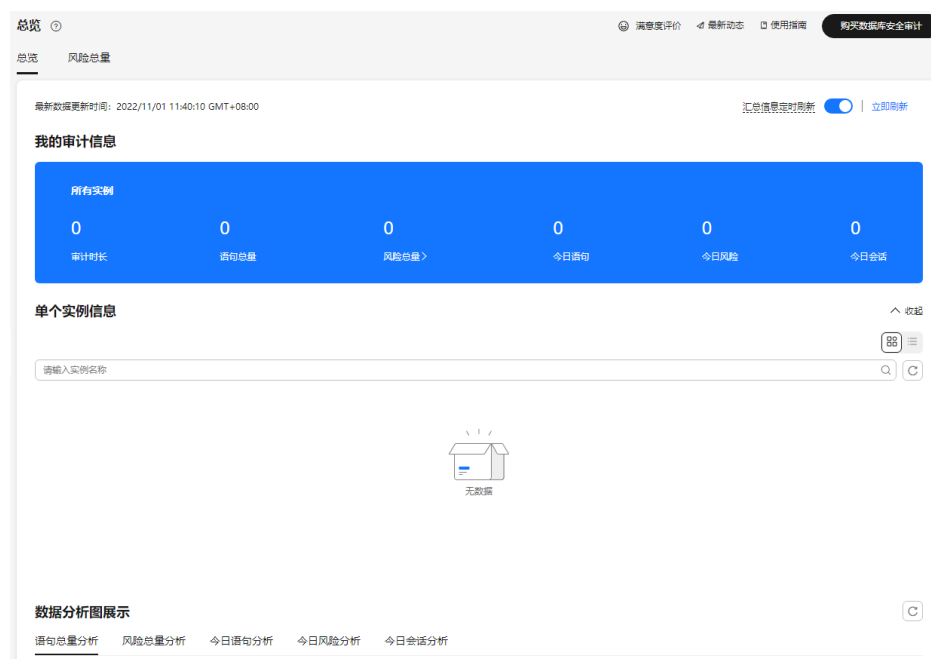 总览
满意度评价 最新动态 使用指南 购买数据库安全审计
总览 风险总量
最新数据更新时间：2022/11/01 11:40:10 GMT+08:00 汇总信息定时刷新 立即刷新
我的审计信息
所有实例
0 0 0 0 0 0
审计时长 语句总量 风险总量 今日语句 今日风险 今日会话
单个实例信息 收起
请输入实例名称
无数据
数据分析图展示
语句总量分析 风险总量分析 今日语句分析 今日风险分析 今日会话分析